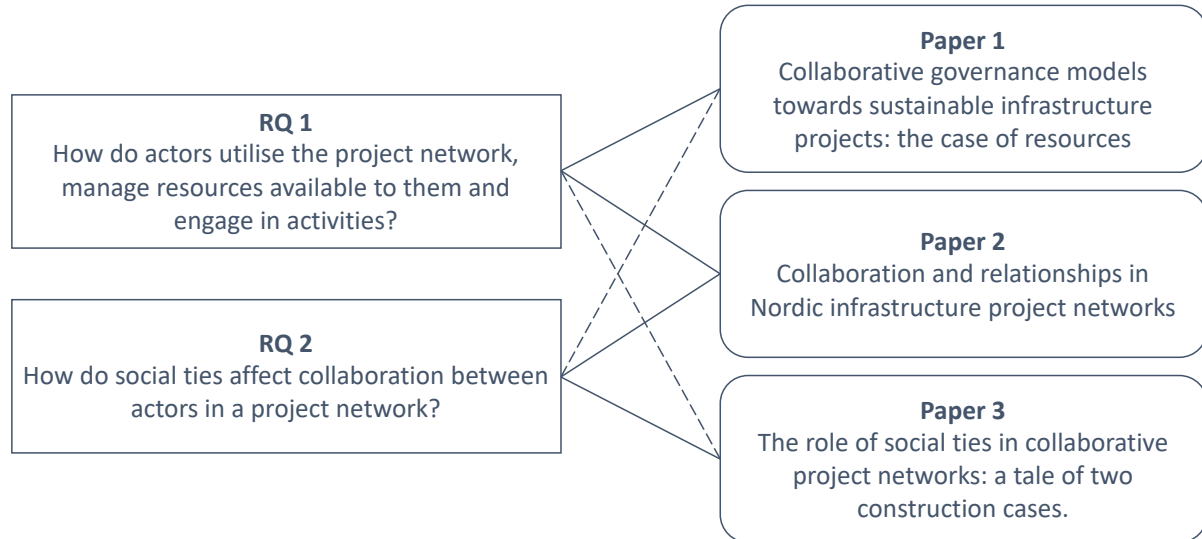 RQ 1
How do actors utilise the project network,
manage resources available to them and
engage in activities?
RQ 2
How do social ties affect collaboration between
actors in a project network?
Paper 1
Collaborative governance models
towards sustainable infrastructure
projects: the case of resources
Paper 2
Collaboration and relationships in
Nordic infrastructure project networks
Paper 3
The role of social ties in collaborative
project networks: a tale of two
construction cases.